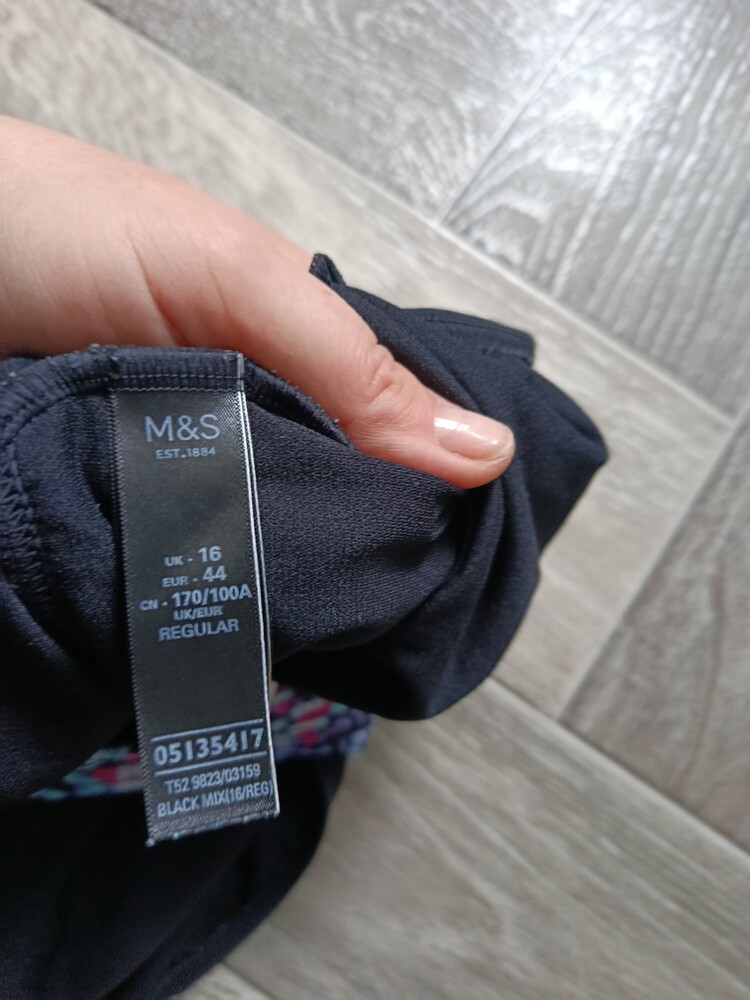 M&S
EST.1884
UK - 16
EUR - 44
CN - 170/100A
UK/EUR
REGULAR
05135417
T52 9823/03159
BLACK MIX(16/REG)